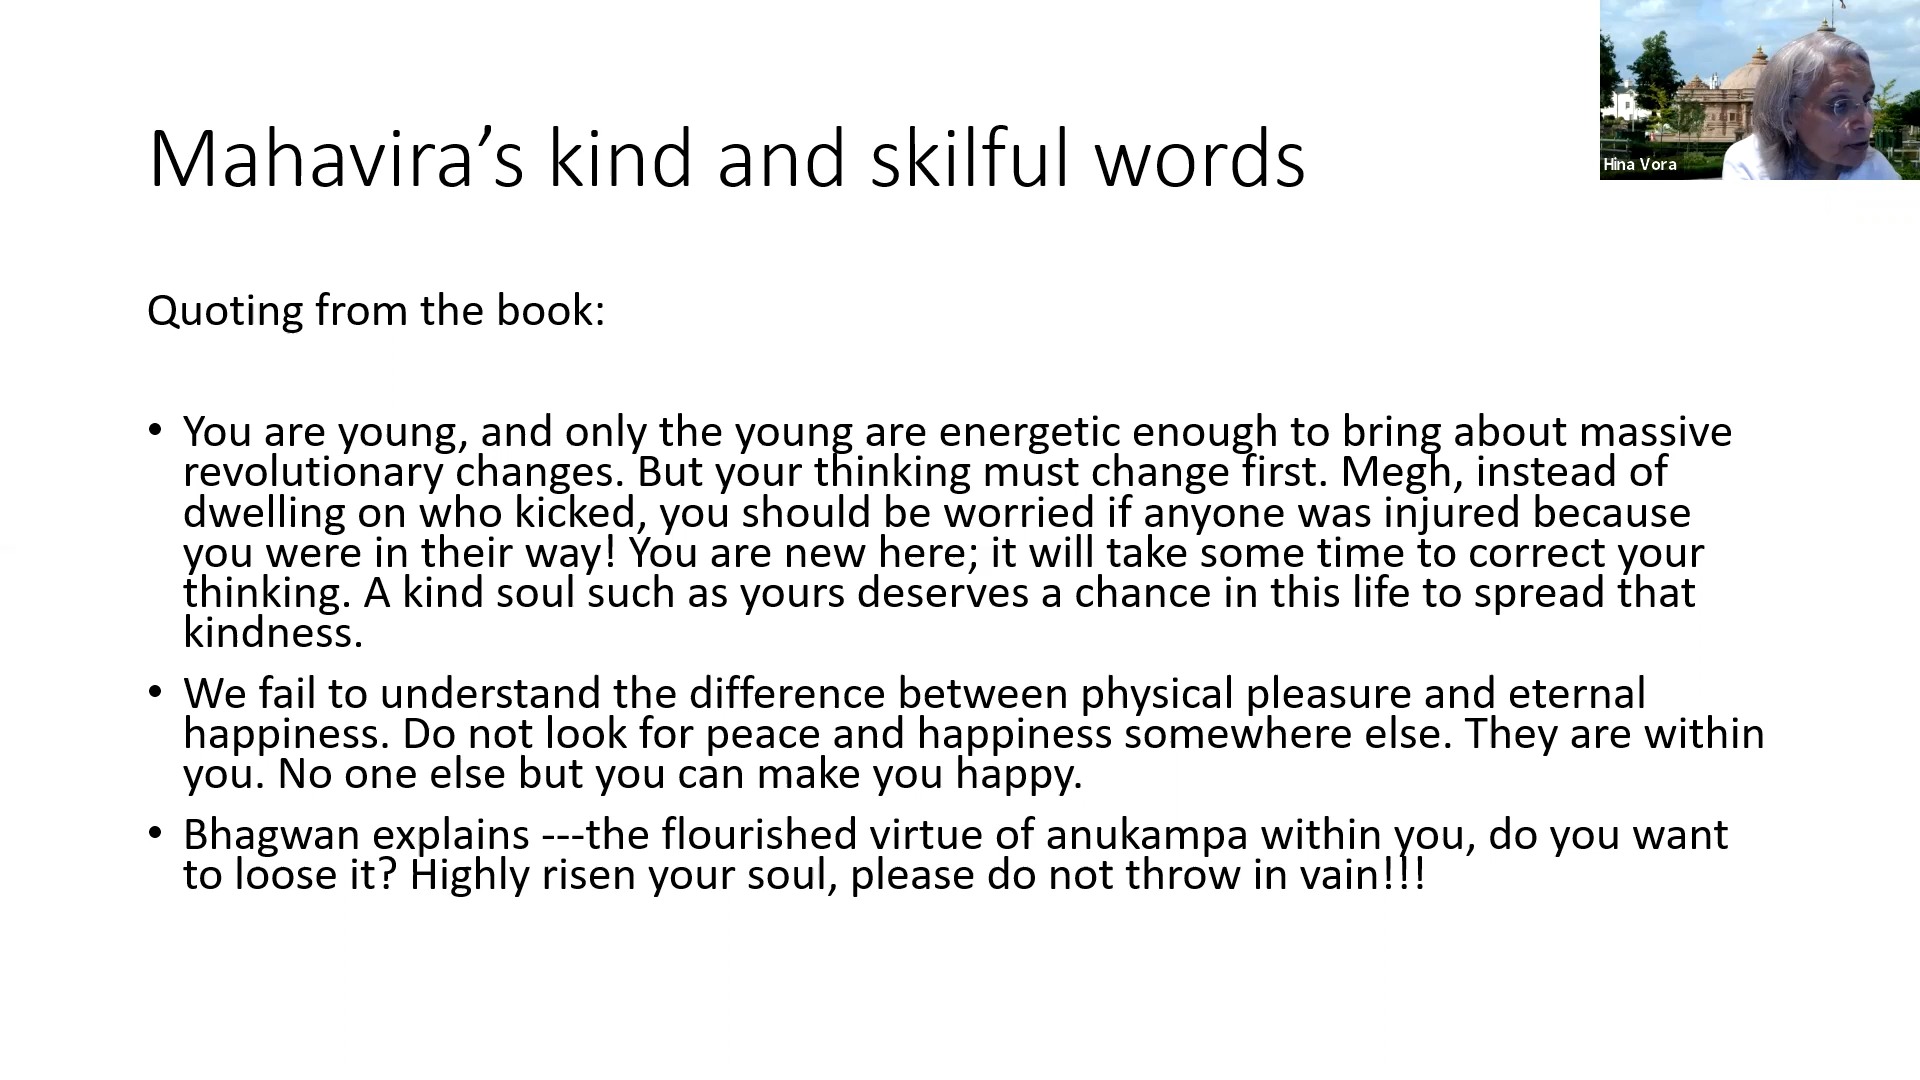 Mahavira’s kind and skilful words
Hina Vora
Quoting from the book:
• You are young, and only the young are energetic enough to bring about massive
revolutionary changes. But your thinking must change first. Megh, instead of
dwelling on who kicked, you should be worried if anyone was injured because
you were in their way! You are new here; it will take some time to correct your
thinking. A kind soul such as yours deserves a chance in this life to spread that
kindness.
• We fail to understand the difference between physical pleasure and eternal
happiness. Do not look for peace and happiness somewhere else. They are within
you. No one else but you can make you happy.
• Bhagwan explains ---the flourished virtue of anukampa within you, do you want
to loose it? Highly risen your soul, please do not throw in vain!!!